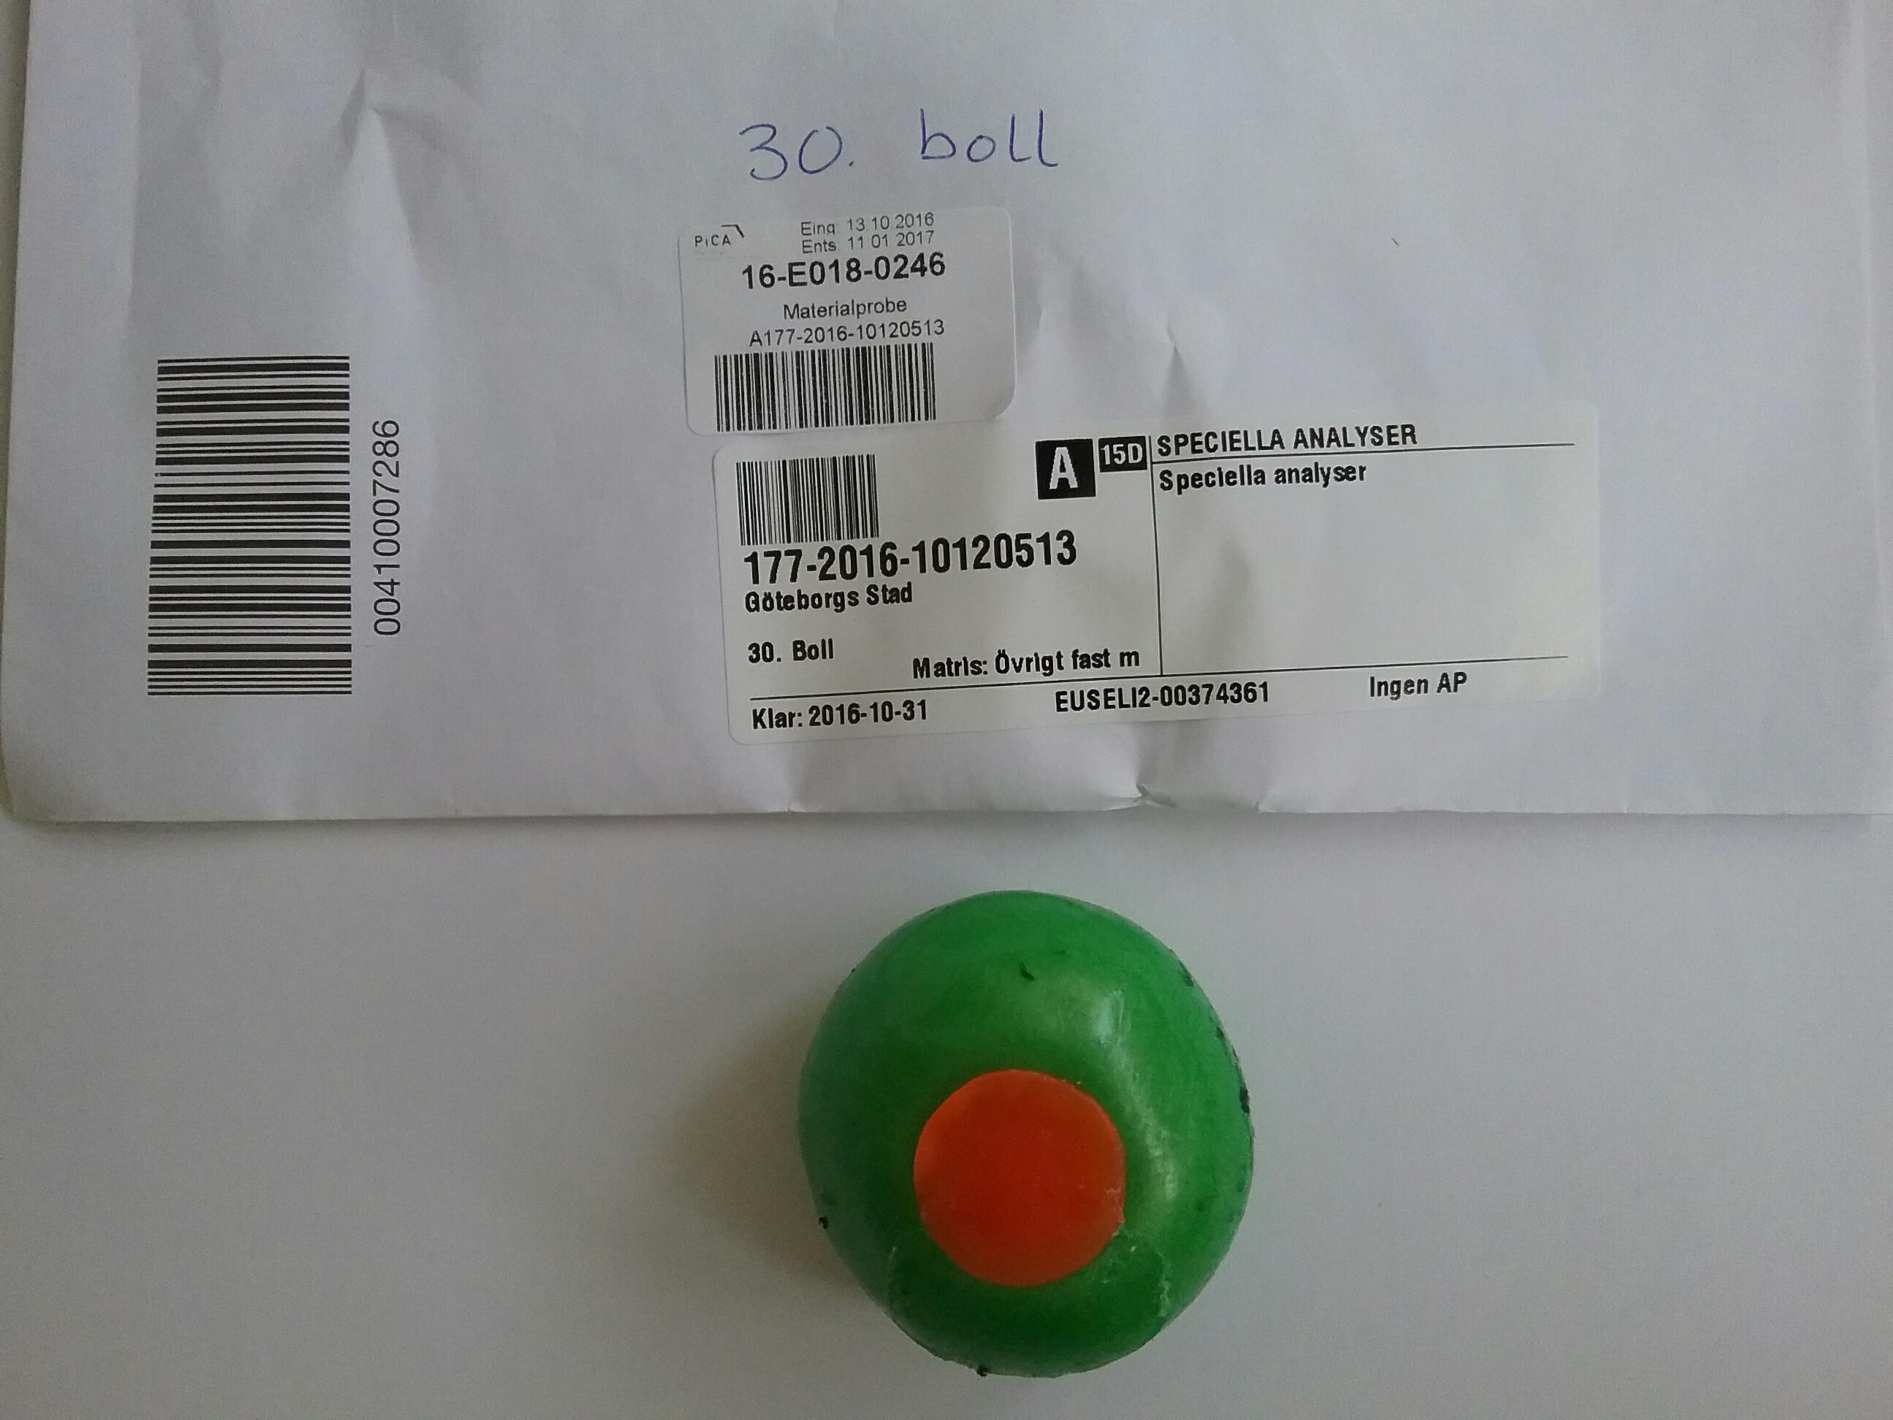 30. boll
PiCA
Eing. 13.10.2016
Ents. 11.01.2017
16-E018-0246
Materialprobe
A177-2016-10120513
00410007286
A 15D SPECIELLA ANALYSER
Speciella analyser
177-2016-10120513
Göteborgs Stad
30. Boll
Matris: Övrigt fast m
Klar: 2016-10-31 EUSELI2-00374361 Ingen AP